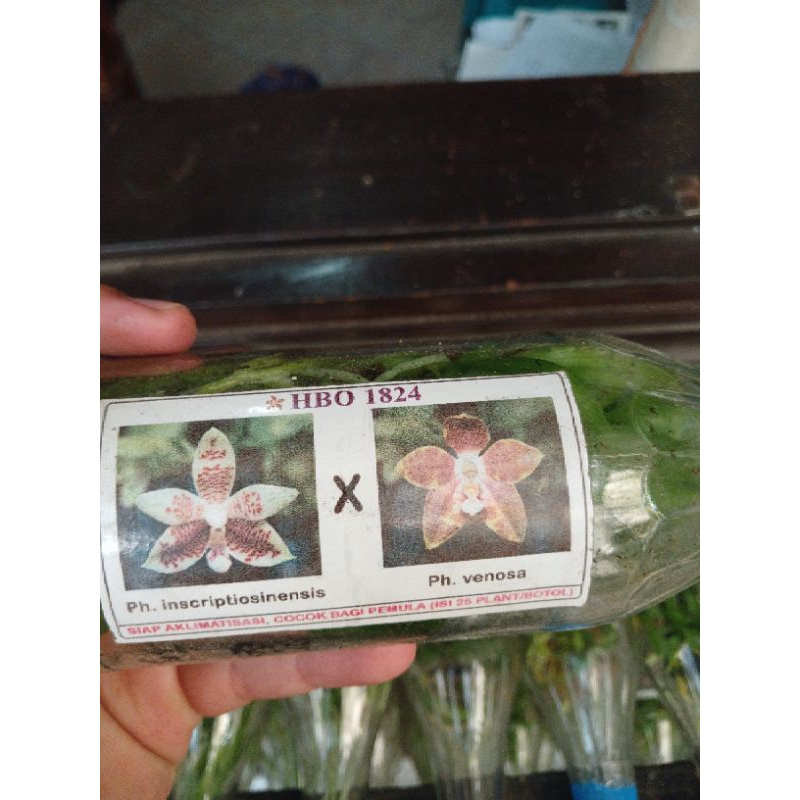 HBO 1824
X
Ph. inscriptiosinensis
Ph. venosa
SIAP AKLIMATISASI, COCOK BAGI PEMULA (ISI 25 PLANT/BOTOL)